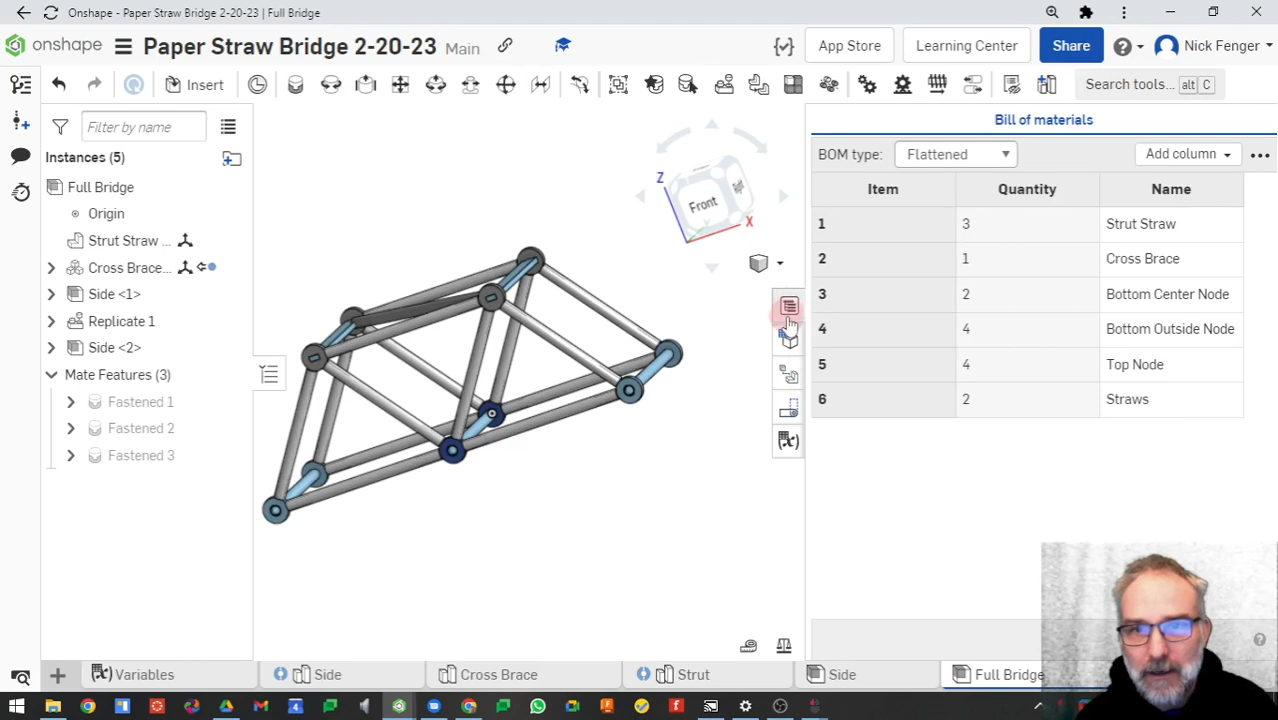 Onshape - Paper Straw Bridge 2-20-23 | Full Bridge
onshape Paper Straw Bridge 2-20-23 Main App Store Learning Center Share Nick Fenger
Insert Search tools... alt C
Filter by name
Instances (5)
Full Bridge
Origin
Strut Straw ...
Cross Brace...
Side <1>
Replicate 1
Side <2>
Mate Features (3)
Fastened 1
Fastened 2
Fastened 3
Z
Front
Right
X
Bill of materials
BOM type: Flattened Add column
Item Quantity Name
1 3 Strut Straw
2 1 Cross Brace
3 2 Bottom Center Node
4 4 Bottom Outside Node
5 4 Top Node
6 2 Straws
Variables Side Cross Brace Strut Side Full Bridge